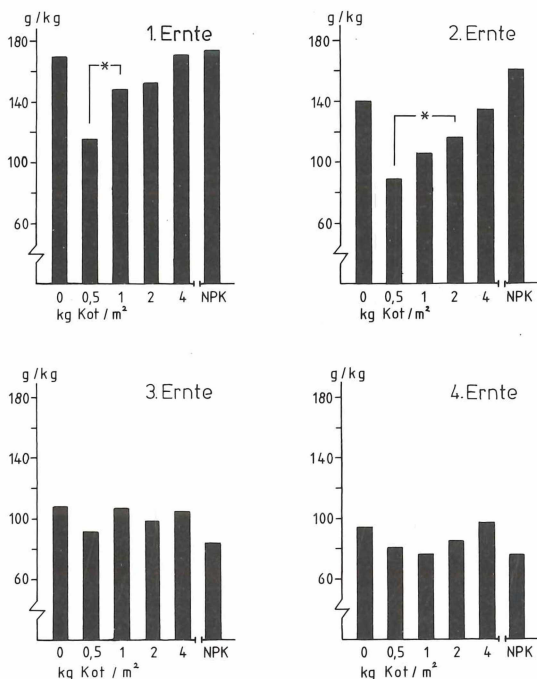 g/kg
1. Ernte
180
140
*
100
60
0 0,5 1 2 4 NPK
kg Kot / m²
g/kg
2. Ernte
180
140
*
100
60
0 0,5 1 2 4 NPK
kg Kot / m²
g/kg
3. Ernte
180
140
100
60
0 0,5 1 2 4 NPK
kg Kot / m²
g/kg
4. Ernte
180
140
100
60
0 0,5 1 2 4 NPK
kg Kot / m²